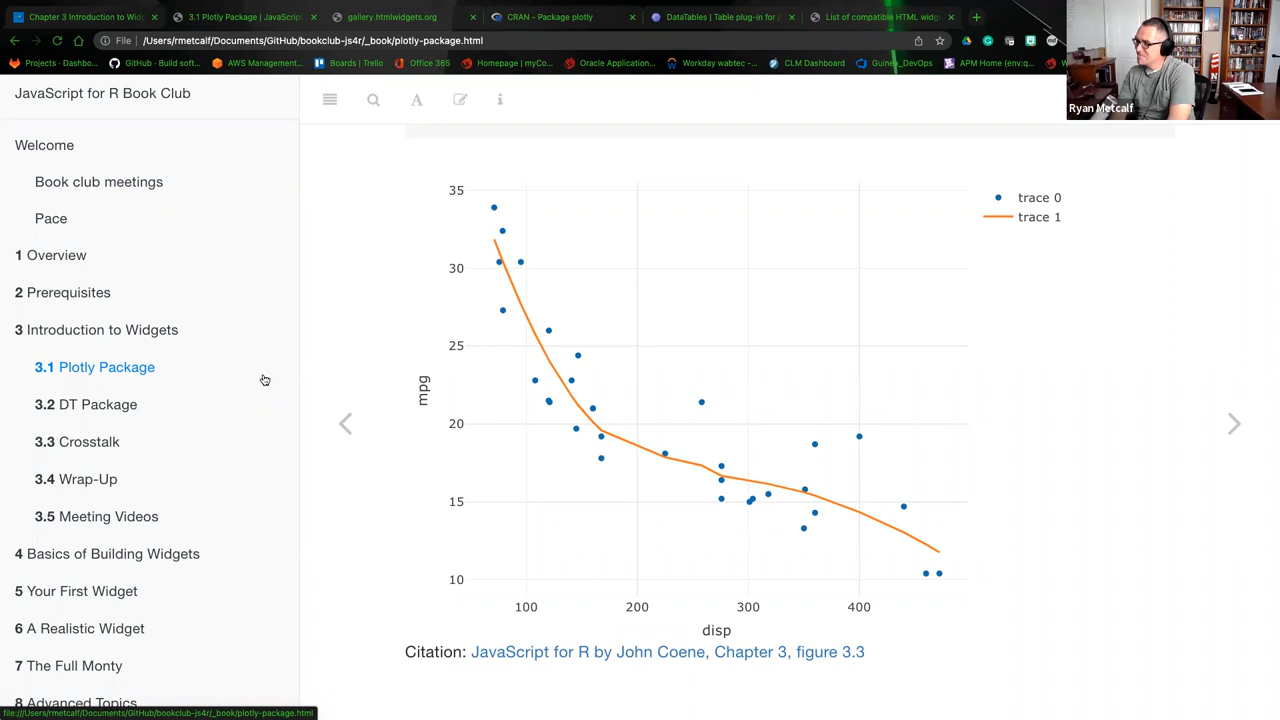 Chapter 3 Introduction to Wid
3.1 Plotly Package | JavaScript
gallery.htmlwidgets.org
CRAN - Package plotly
DataTables | Table plug-in for j
List of compatible HTML widg
File | /Users/rmetcalf/Documents/GitHub/bookclub-js4r/_book/plotly-package.html
Projects · Dashbo...
GitHub · Build soft...
AWS Management...
Boards | Trello
Office 365
Homepage | myCo...
Oracle Application...
Workday wabtec -...
CLM Dashboard
Guinea_DevOps
APM Home (env:q...
Ryan Metcalf
JavaScript for R Book Club
Welcome
Book club meetings
Pace
1 Overview
2 Prerequisites
3 Introduction to Widgets
3.1 Plotly Package
3.2 DT Package
3.3 Crosstalk
3.4 Wrap-Up
3.5 Meeting Videos
4 Basics of Building Widgets
5 Your First Widget
6 A Realistic Widget
7 The Full Monty
8 Advanced Topics
35
30
25
20
15
10
mpg
100 200 300 400
disp
trace 0
trace 1
Citation: JavaScript for R by John Coene, Chapter 3, figure 3.3
file:///Users/rmetcalf/Documents/GitHub/bookclub-js4r/_book/plotly-package.html